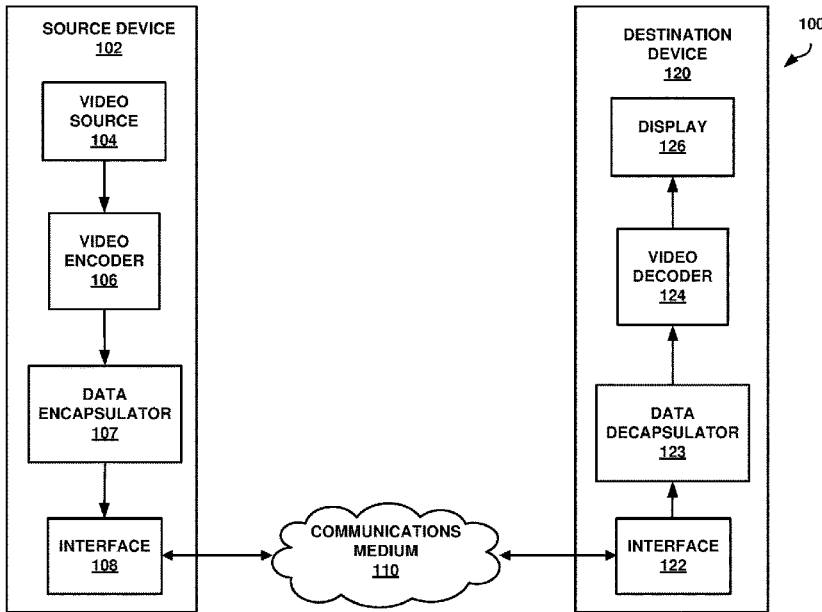 SOURCE DEVICE
102
VIDEO
SOURCE
104
VIDEO
ENCODER
106
DATA
ENCAPSULATOR
107
INTERFACE
108
COMMUNICATIONS
MEDIUM
110
DESTINATION
DEVICE
120
DISPLAY
126
VIDEO
DECODER
124
DATA
DECAPSULATOR
123
INTERFACE
122
100